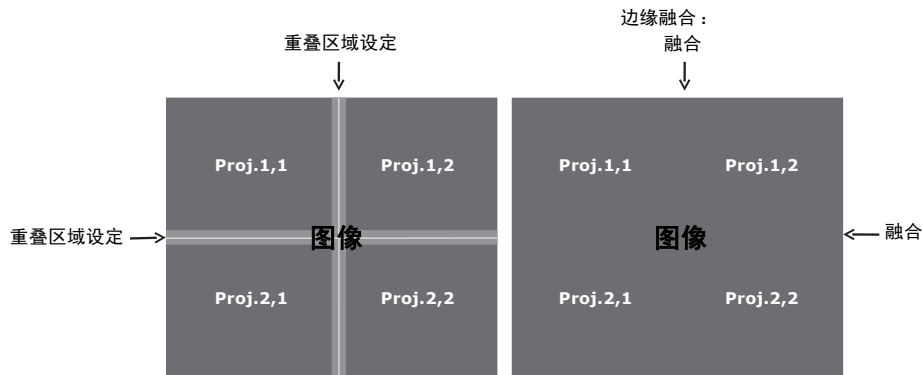 重叠区域设定
边缘融合：
融合
Proj.1,1
Proj.1,2
Proj.1,1
Proj.1,2
重叠区域设定
图像
图像
融合
Proj.2,1
Proj.2,2
Proj.2,1
Proj.2,2